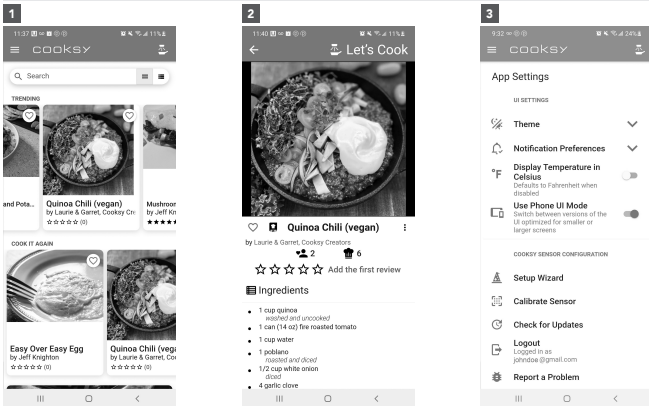 1
11:37
11%
cooksy
Search
TRENDING
and Pota...
Quinoa Chili (vegan)
by Laurie & Garret, Cooksy Cre
(0)
Mushroom
by Jeff Kn
COOK IT AGAIN
Easy Over Easy Egg
by Jeff Knighton
(0)
Quinoa Chili (vega
by Laurie & Garret, Cook
(0)
2
11:40
11%
Let's Cook
Quinoa Chili (vegan)
by Laurie & Garret, Cooksy Creators
2
6
Add the first review
Ingredients
1 cup quinoa
washed and uncooked
1 can (14 oz) fire roasted tomato
1 cup water
1 poblano
roasted and diced
1/2 cup white onion
diced
4 garlic clove
3
9:32
24%
cooksy
App Settings
UI SETTINGS
Theme
Notification Preferences
°F
Display Temperature in
Celsius
Defaults to Fahrenheit when
disabled
Use Phone UI Mode
Switch between versions of the
UI optimized for smaller or
larger screens
COOKSY SENSOR CONFIGURATION
Setup Wizard
Calibrate Sensor
Check for Updates
Logout
Logged in as
johndoe@gmail.com
Report a Problem